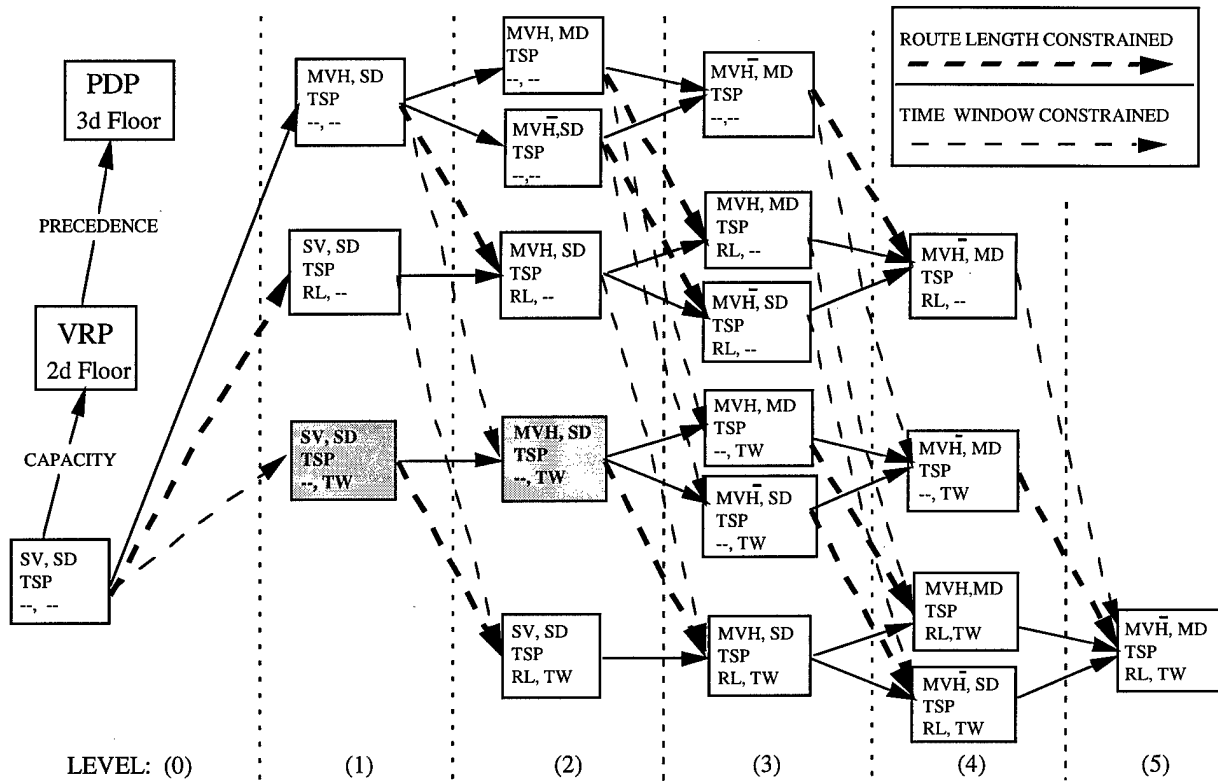 PDP
3d Floor
PRECEDENCE
VRP
2d Floor
CAPACITY
SV, SD
TSP
--, --
MVH, SD
TSP
--, --
SV, SD
TSP
RL, --
SV, SD
TSP
--, TW
MVH, MD
TSP
--, --
MVH̅,SD
TSP
--,--
MVH, SD
TSP
RL, --
MVH, SD
TSP
--, TW
SV, SD
TSP
RL, TW
MVH̅, MD
TSP
--,--
MVH, MD
TSP
RL, --
MVH̅, SD
TSP
RL, --
MVH, MD
TSP
--, TW
MVH̅, SD
TSP
--, TW
MVH, SD
TSP
RL, TW
ROUTE LENGTH CONSTRAINED
TIME WINDOW CONSTRAINED
MVH̅, MD
TSP
RL, --
MVH̅, MD
TSP
--, TW
MVH,MD
TSP
RL,TW
MVH̅, SD
TSP
RL, TW
MVH̅, MD
TSP
RL, TW
LEVEL: (0) (1) (2) (3) (4) (5)